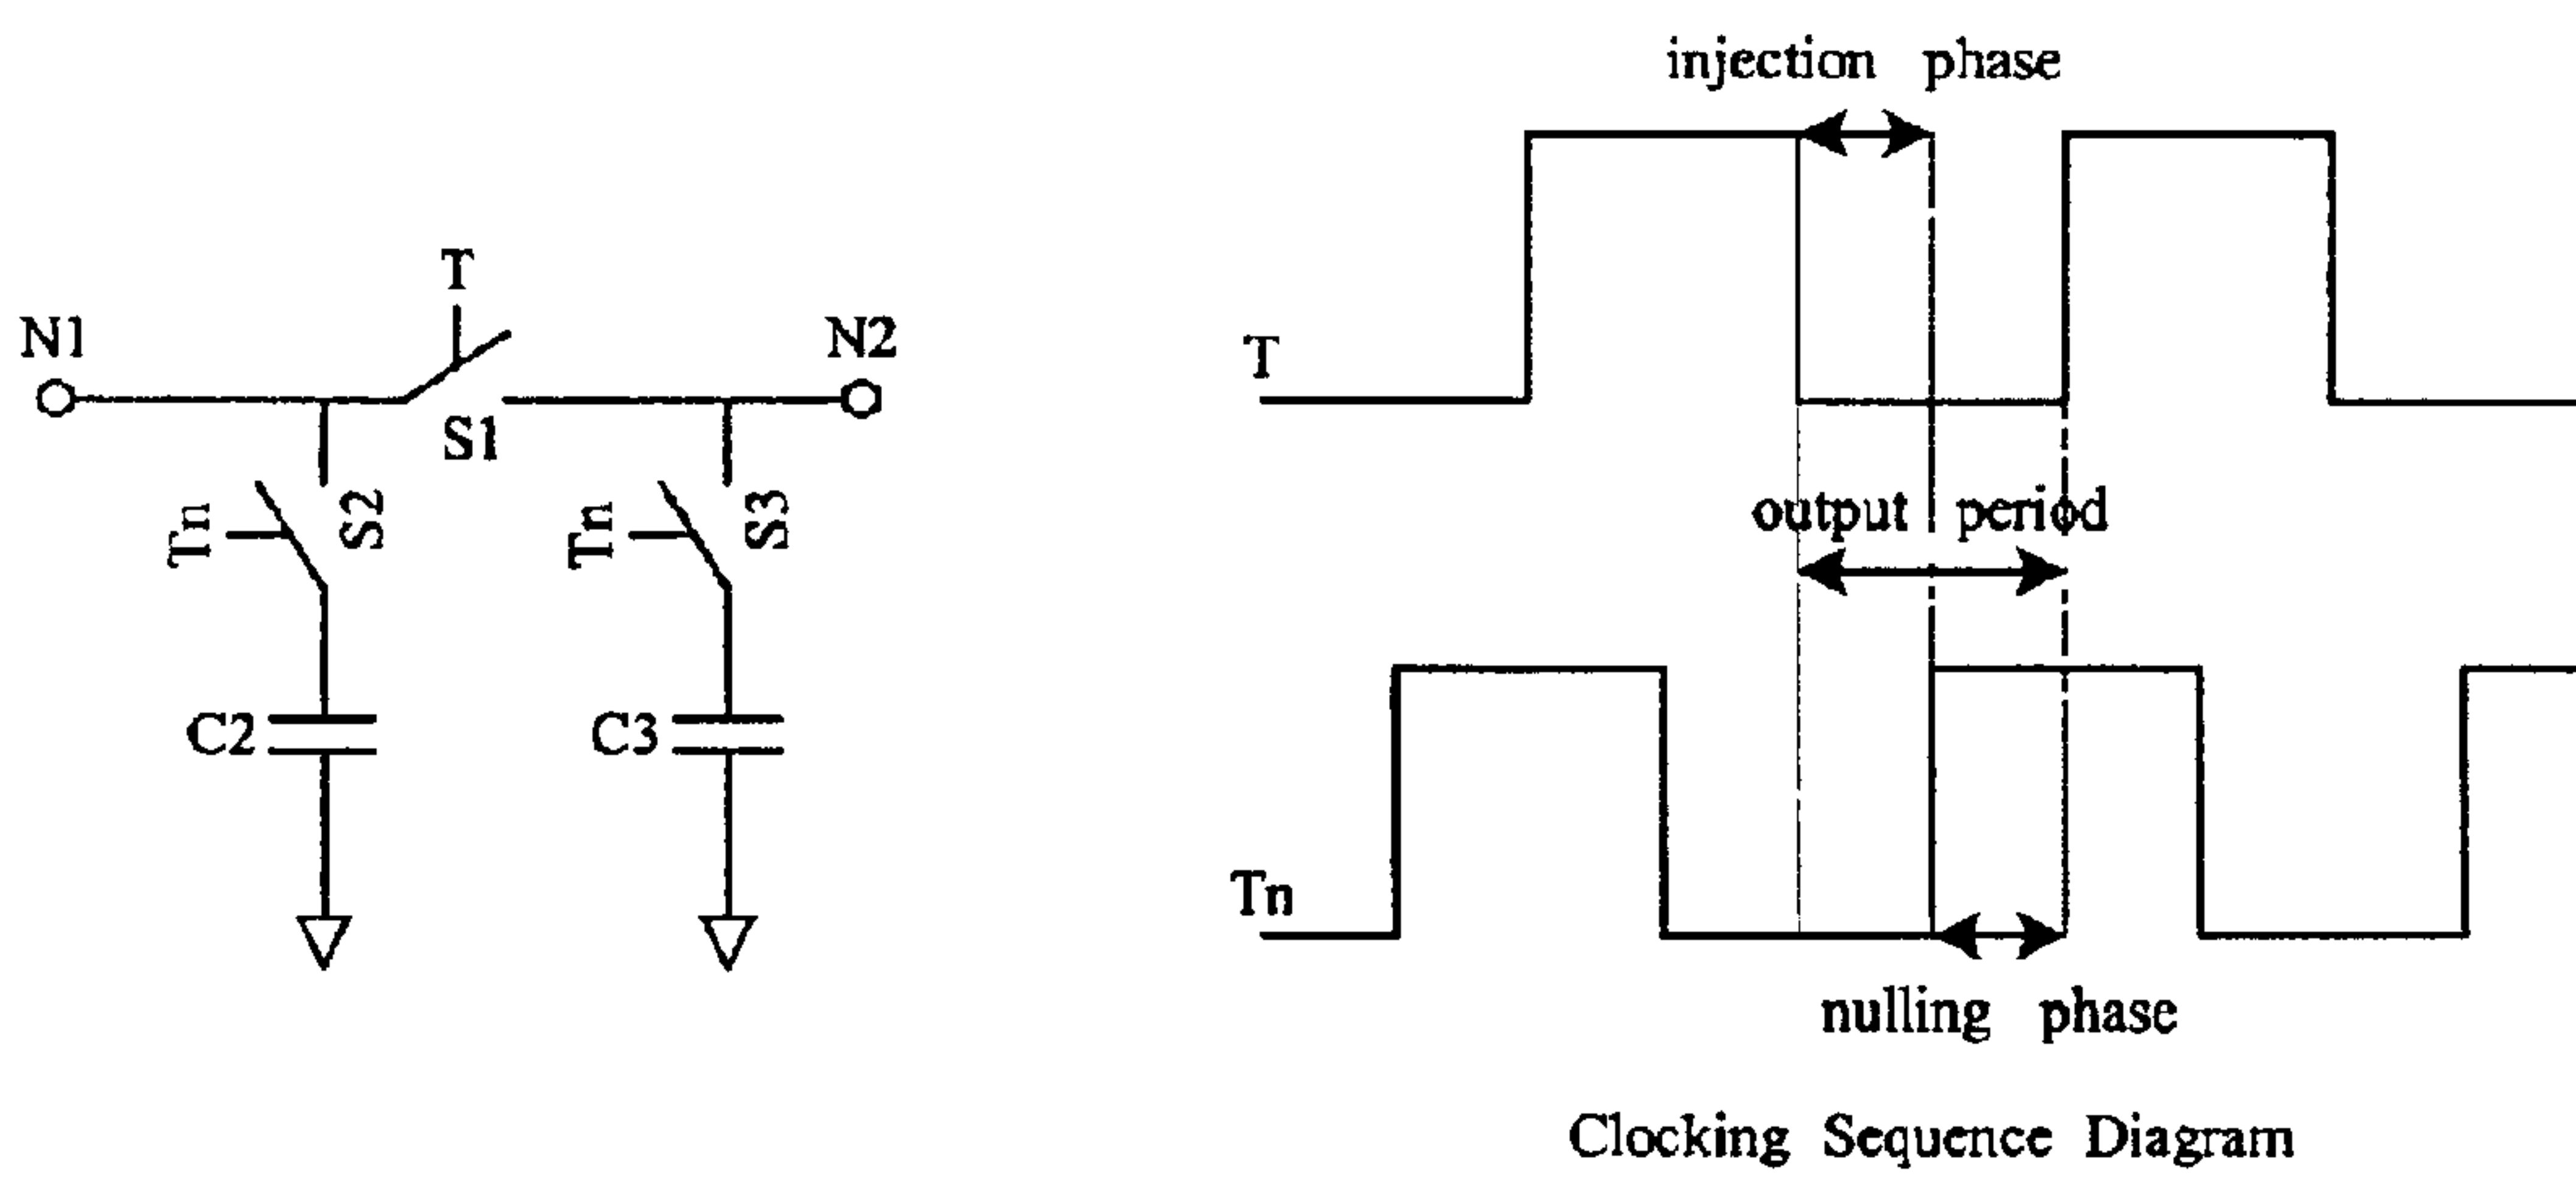 injection phase
T
N1
N2
S1
T
Tn
S2
Tn
S3
output period
C2
C3
Tn
nulling phase
Clocking Sequence Diagram